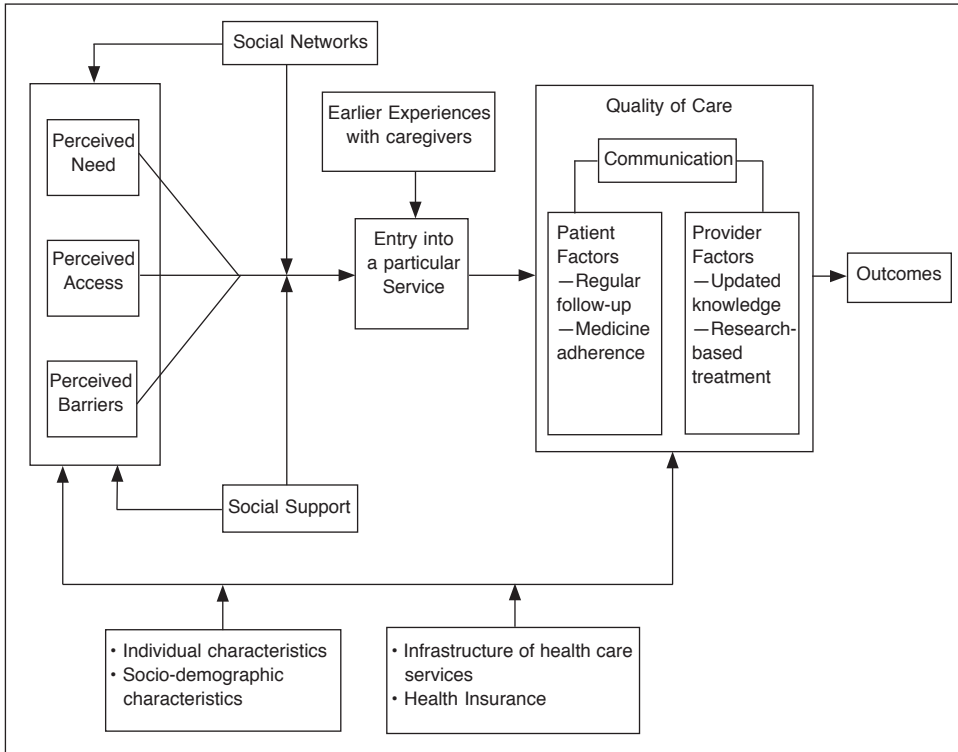 Social Networks
Perceived
Need
Perceived
Access
Perceived
Barriers
Social Support
Earlier Experiences
with caregivers
Entry into
a particular
Service
Quality of Care
Communication
Patient
Factors
—Regular
follow-up
—Medicine
adherence
Provider
Factors
—Updated
knowledge
—Research-
based
treatment
Outcomes
• Individual characteristics
• Socio-demographic
characteristics
• Infrastructure of health care
services
• Health Insurance